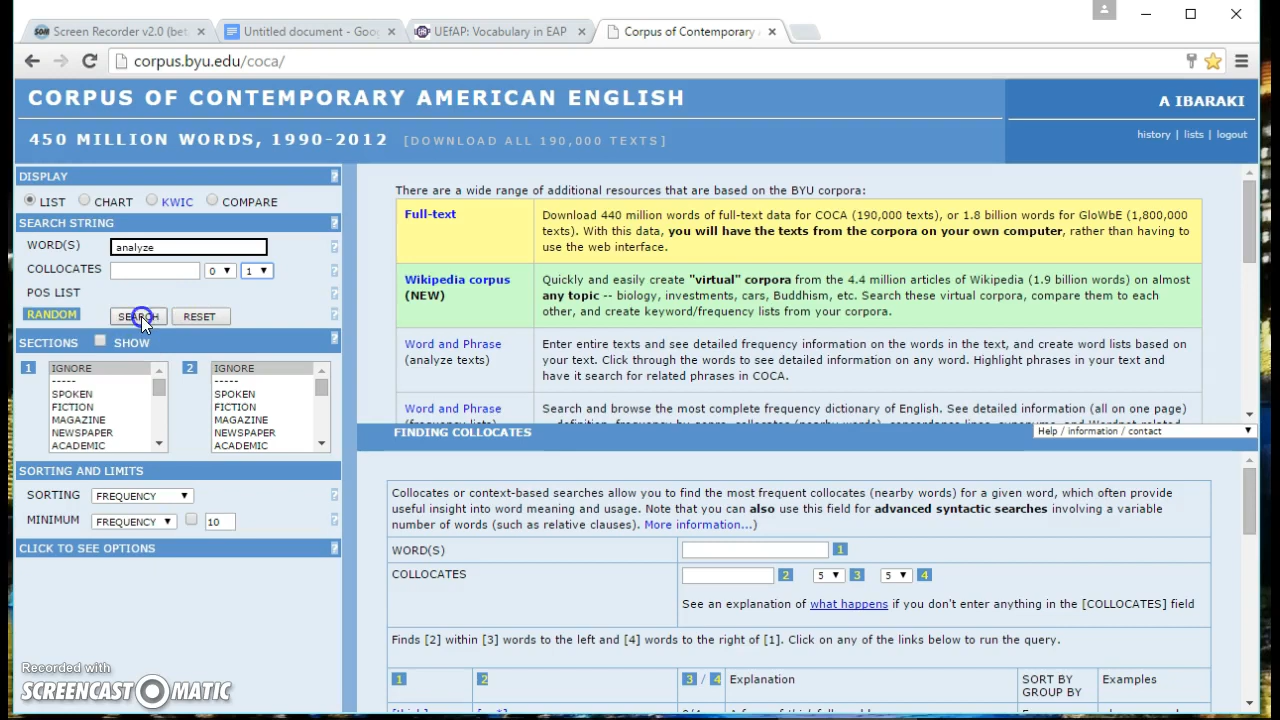 Screen Recorder v2.0 (bet
Untitled document - Goo
UEfAP: Vocabulary in EAP
Corpus of Contemporary
corpus.byu.edu/coca/
CORPUS OF CONTEMPORARY AMERICAN ENGLISH
A IBARAKI
450 MILLION WORDS, 1990-2012 [DOWNLOAD ALL 190,000 TEXTS]
history | lists | logout
DISPLAY ?
LIST CHART KWIC COMPARE ?
SEARCH STRING ?
WORD(S) analyze ?
COLLOCATES 0 1 ?
POS LIST ?
RANDOM SEARCH RESET ?
SECTIONS SHOW ?
1 IGNORE 2 IGNORE
----- -----
SPOKEN SPOKEN
FICTION FICTION
MAGAZINE MAGAZINE
NEWSPAPER NEWSPAPER
ACADEMIC ACADEMIC
SORTING AND LIMITS
SORTING FREQUENCY ?
MINIMUM FREQUENCY 10 ?
CLICK TO SEE OPTIONS ?
There are a wide range of additional resources that are based on the BYU corpora:
Full-text
Download 440 million words of full-text data for COCA (190,000 texts), or 1.8 billion words for GloWbE (1,800,000
texts). With this data, you will have the texts from the corpora on your own computer, rather than having to
use the web interface.
Wikipedia corpus
(NEW)
Quickly and easily create "virtual" corpora from the 4.4 million articles of Wikipedia (1.9 billion words) on almost
any topic -- biology, investments, cars, Buddhism, etc. Search these virtual corpora, compare them to each
other, and create keyword/frequency lists from your corpora.
Word and Phrase
(analyze texts)
Enter entire texts and see detailed frequency information on the words in the text, and create word lists based on
your text. Click through the words to see detailed information on any word. Highlight phrases in your text and
have it search for related phrases in COCA.
Word and Phrase
(frequency lists)
Search and browse the most complete frequency dictionary of English. See detailed information (all on one page)
FINDING COLLOCATES
Help / information / contact
Collocates or context-based searches allow you to find the most frequent collocates (nearby words) for a given word, which often provide
useful insight into word meaning and usage. Note that you can also use this field for advanced syntactic searches involving a variable
number of words (such as relative clauses). More information...)
WORD(S) 1
COLLOCATES 2 5 3 5 4
See an explanation of what happens if you don't enter anything in the [COLLOCATES] field
Finds [2] within [3] words to the left and [4] words to the right of [1]. Click on any of the links below to run the query.
1 2 3 / 4 Explanation SORT BY Examples
GROUP BY
Recorded with
SCREENCAST MATIC